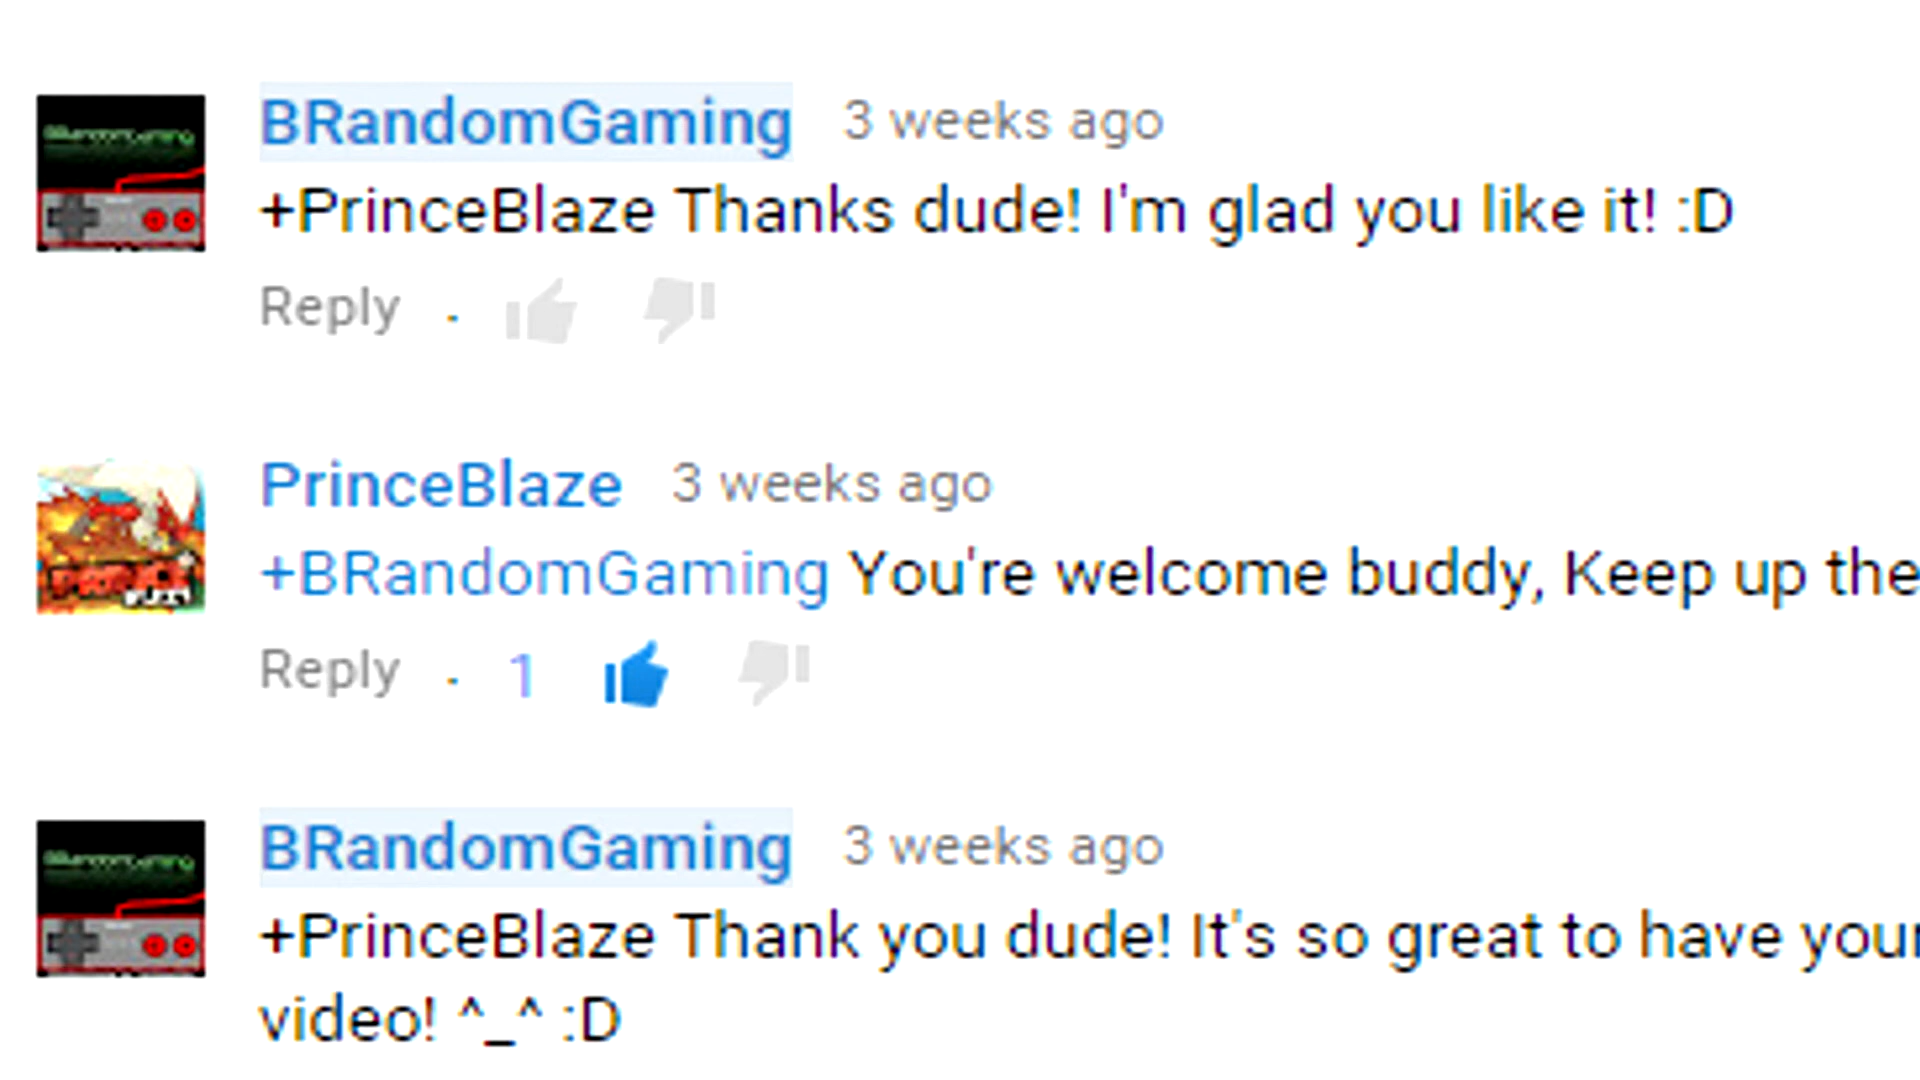 BRandomGaming 3 weeks ago
+PrinceBlaze Thanks dude! I'm glad you like it! :D
Reply .
PrinceBlaze 3 weeks ago
+BRandomGaming You're welcome buddy, Keep up the
Reply . 1
BRandomGaming 3 weeks ago
+PrinceBlaze Thank you dude! It's so great to have your
video! ^_^ :D